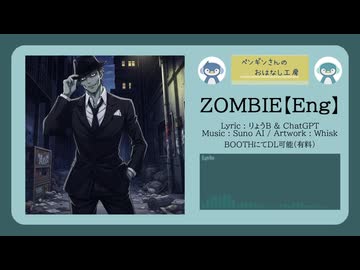 ペンギンさんの
おはなし工房
ZOMBIE【Eng】
Lyric : りょうB & ChatGPT
Music : Suno AI / Artwork : Whisk
BOOTHにてDL可能(有料)
Lyric